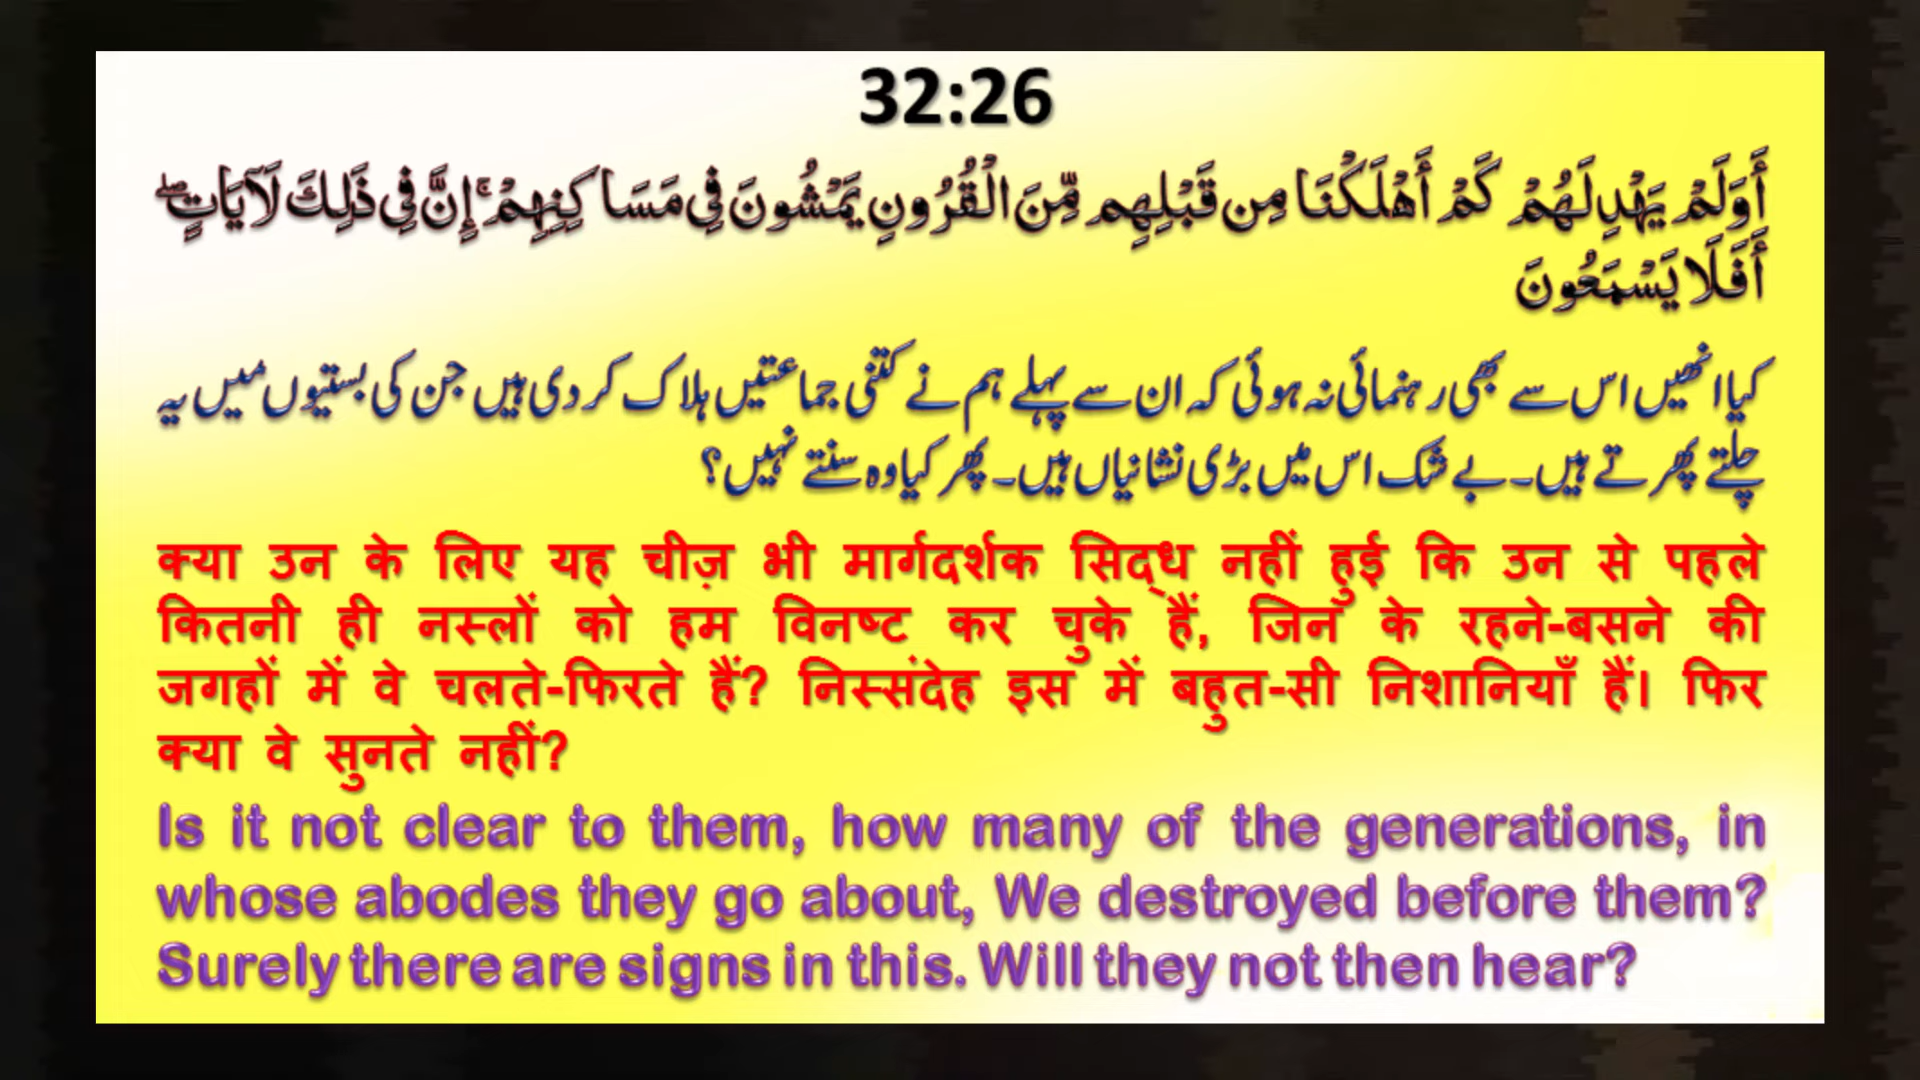 32:26
أَوَلَمْ يَهْدِ لَهُمْ كَمْ أَهْلَكْنَا مِن قَبْلِهِم مِّنَ الْقُرُونِ يَمْشُونَ فِي مَسَاكِنِهِمْ ۚ إِنَّ فِي ذَٰلِكَ لَآيَاتٍ ۖ
أَفَلَا يَسْمَعُونَ
کیا انھیں اس سے بھی رہنمائی نہ ہوئی کہ ان سے پہلے ہم نے کتنی جماعتیں ہلاک کر دی ہیں جن کی بستیوں میں یہ
چلتے پھرتے ہیں۔ بے شک اس میں بڑی نشانیاں ہیں۔ پھر کیا وہ سنتے نہیں؟
क्या उन के लिए यह चीज़ भी मार्गदर्शक सिद्ध नहीं हुई कि उन से पहले
कितनी ही नस्लों को हम विनष्ट कर चुके हैं, जिन के रहने-बसने की
जगहों में वे चलते-फिरते हैं? निस्संदेह इस में बहुत-सी निशानियाँ हैं। फिर
क्या वे सुनते नहीं?
Is it not clear to them, how many of the generations, in
whose abodes they go about, We destroyed before them?
Surely there are signs in this. Will they not then hear?